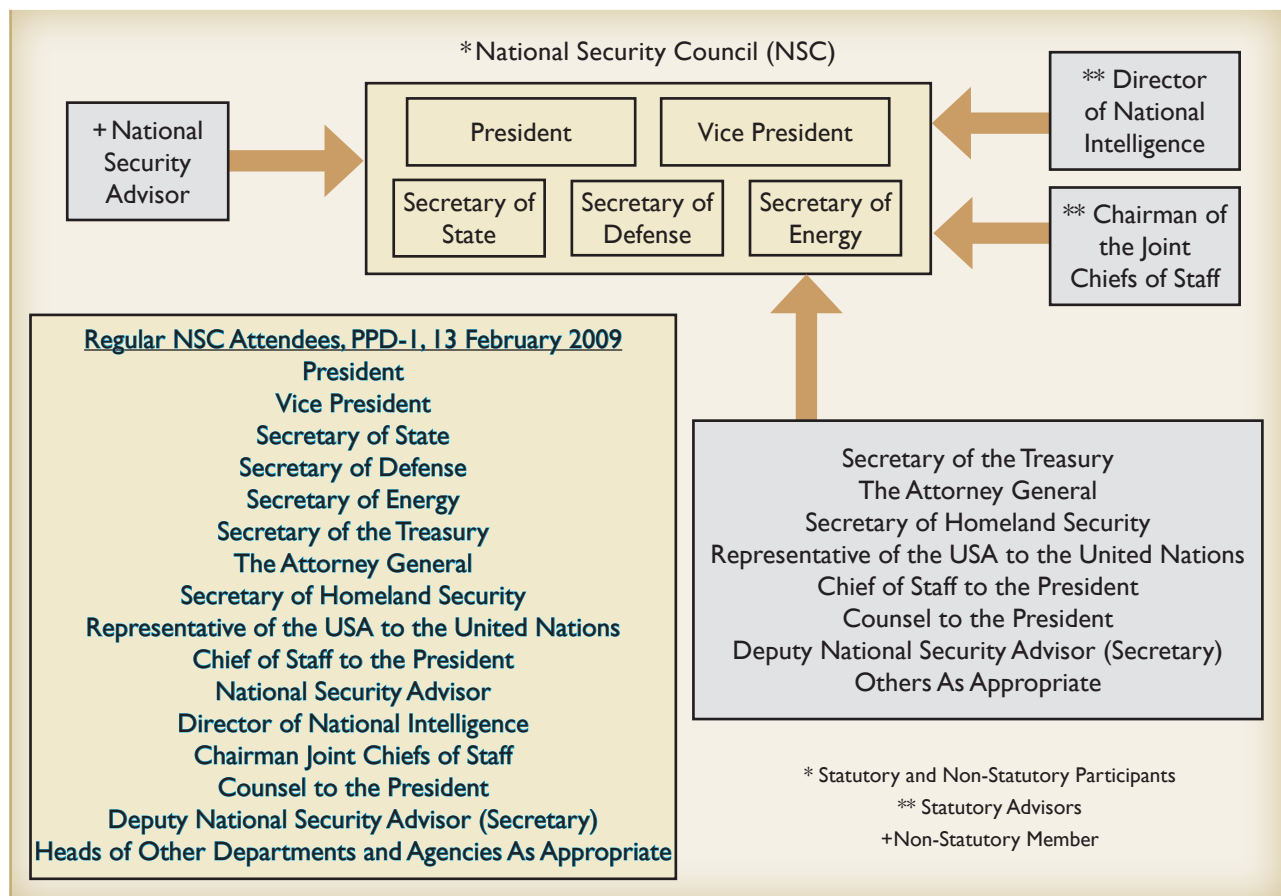 * National Security Council (NSC)
+ National
Security
Advisor
President
Vice President
Secretary of
State
Secretary of
Defense
Secretary of
Energy
** Director
of National
Intelligence
** Chairman of
the Joint
Chiefs of Staff
Regular NSC Attendees, PPD-1, 13 February 2009
President
Vice President
Secretary of State
Secretary of Defense
Secretary of Energy
Secretary of the Treasury
The Attorney General
Secretary of Homeland Security
Representative of the USA to the United Nations
Chief of Staff to the President
National Security Advisor
Director of National Intelligence
Chairman Joint Chiefs of Staff
Counsel to the President
Deputy National Security Advisor (Secretary)
Heads of Other Departments and Agencies As Appropriate
Secretary of the Treasury
The Attorney General
Secretary of Homeland Security
Representative of the USA to the United Nations
Chief of Staff to the President
Counsel to the President
Deputy National Security Advisor (Secretary)
Others As Appropriate
* Statutory and Non-Statutory Participants
** Statutory Advisors
+Non-Statutory Member